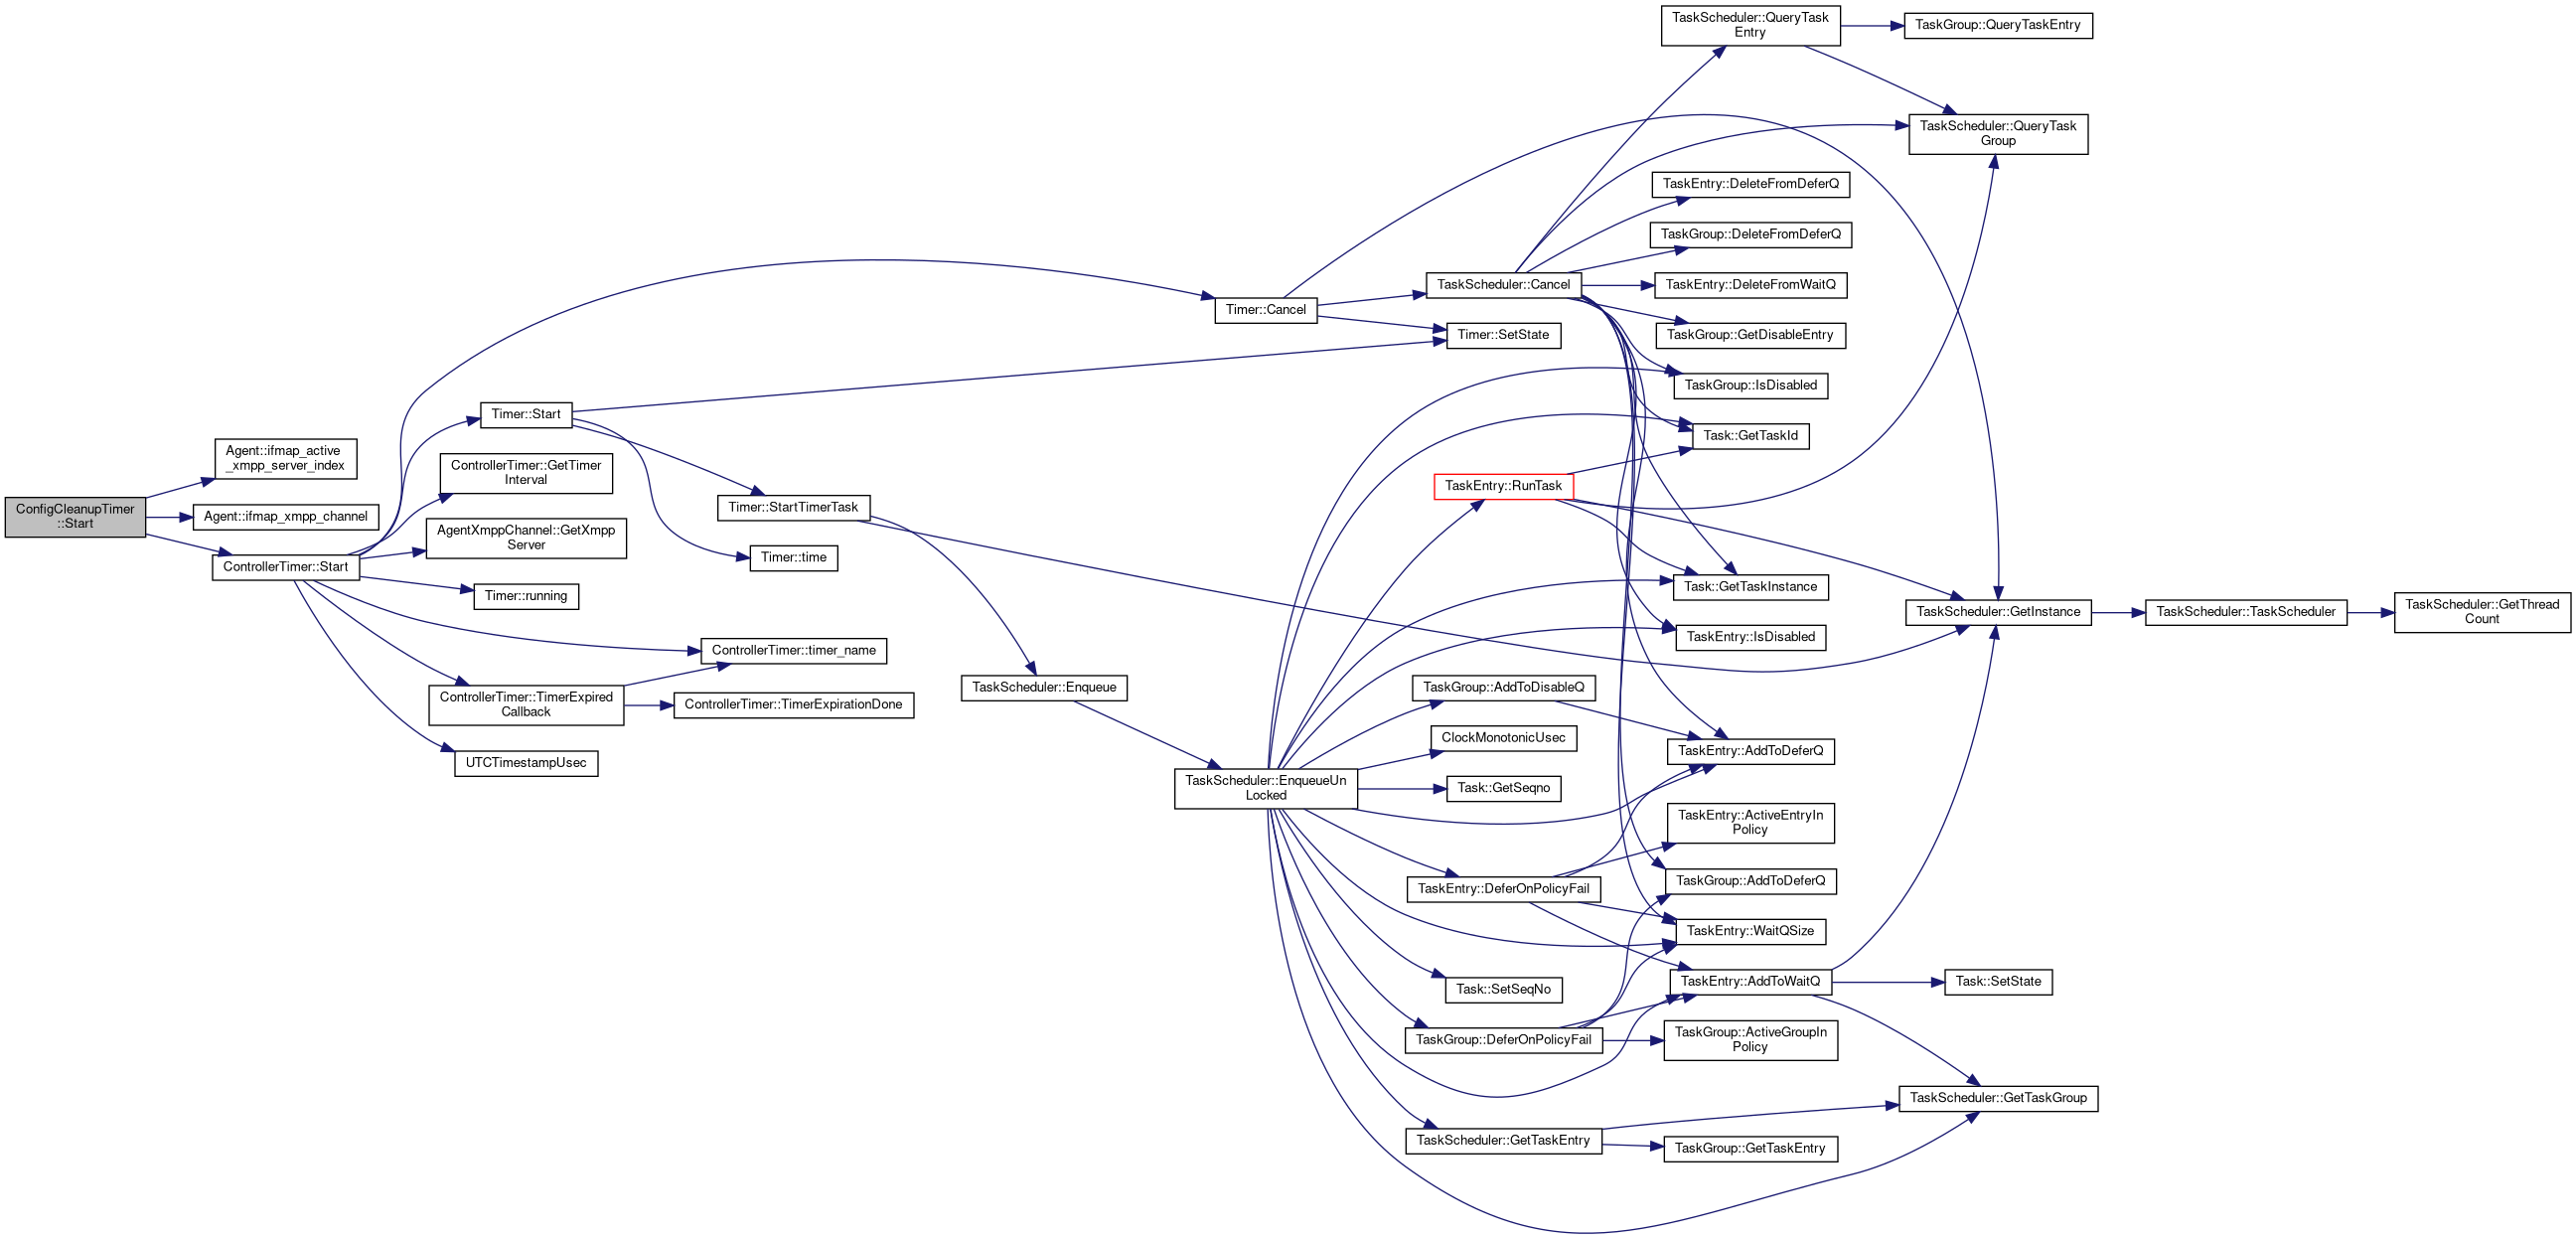 ConfigCleanupTimer
::Start
Agent::ifmap_active
_xmpp_server_index
Agent::ifmap_xmpp_channel
ControllerTimer::Start
Timer::Start
ControllerTimer::GetTimer
Interval
AgentXmppChannel::GetXmpp
Server
Timer::running
ControllerTimer::timer_name
ControllerTimer::TimerExpired
Callback
ControllerTimer::TimerExpirationDone
UTCTimestampUsec
Timer::StartTimerTask
Timer::time
TaskScheduler::Enqueue
Timer::Cancel
TaskScheduler::EnqueueUn
Locked
TaskScheduler::Cancel
Timer::SetState
TaskEntry::RunTask
TaskGroup::AddToDisableQ
ClockMonotonicUsec
Task::GetSeqno
TaskEntry::DeferOnPolicyFail
Task::SetSeqNo
TaskGroup::DeferOnPolicyFail
TaskScheduler::GetTaskEntry
TaskScheduler::QueryTask
Entry
TaskEntry::DeleteFromDeferQ
TaskGroup::DeleteFromDeferQ
TaskEntry::DeleteFromWaitQ
TaskGroup::GetDisableEntry
TaskGroup::IsDisabled
Task::GetTaskId
Task::GetTaskInstance
TaskEntry::IsDisabled
TaskEntry::AddToDeferQ
TaskEntry::ActiveEntryIn
Policy
TaskGroup::AddToDeferQ
TaskEntry::WaitQSize
TaskEntry::AddToWaitQ
TaskGroup::ActiveGroupIn
Policy
TaskGroup::GetTaskEntry
TaskGroup::QueryTaskEntry
TaskScheduler::QueryTask
Group
TaskScheduler::GetInstance
Task::SetState
TaskScheduler::GetTaskGroup
TaskScheduler::TaskScheduler
TaskScheduler::GetThread
Count